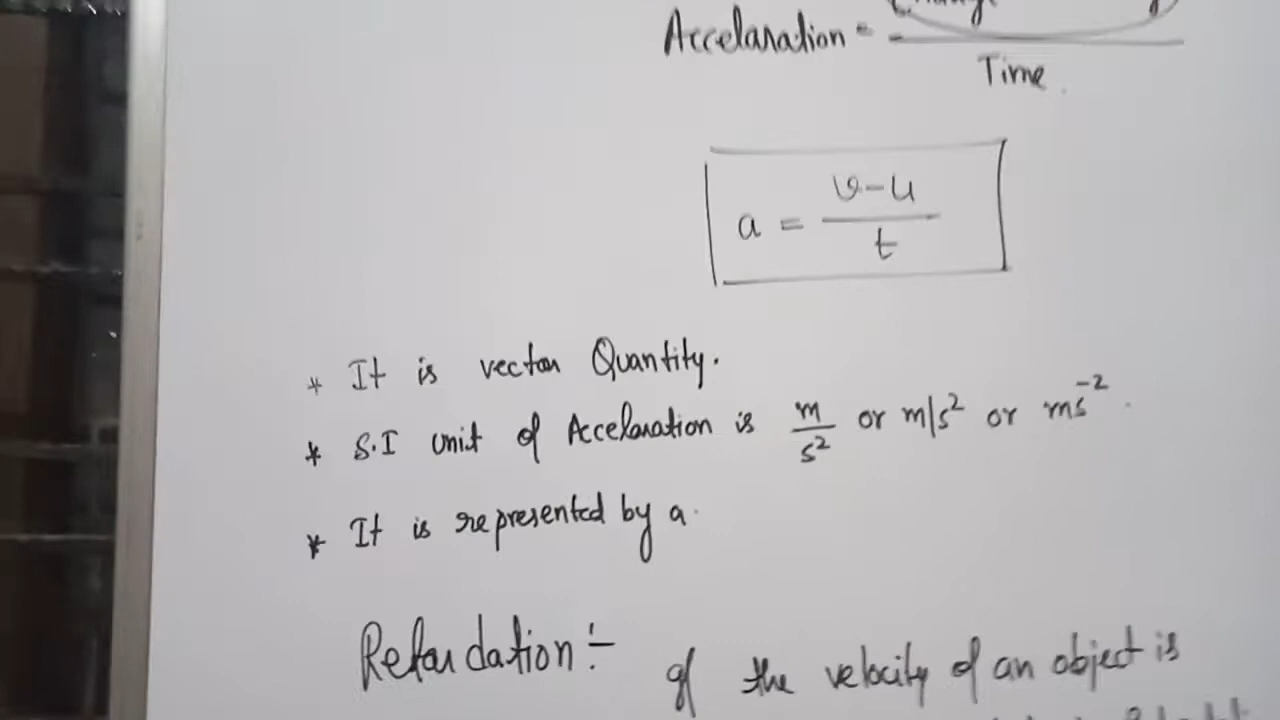 Accelaration =
Time
a = v-u
t
* It is vector Quantity.
* S.I unit of Accelaration is m/s² or m/s² or ms⁻².
* It is represented by a.
Retardation :- If the velocity of an object is